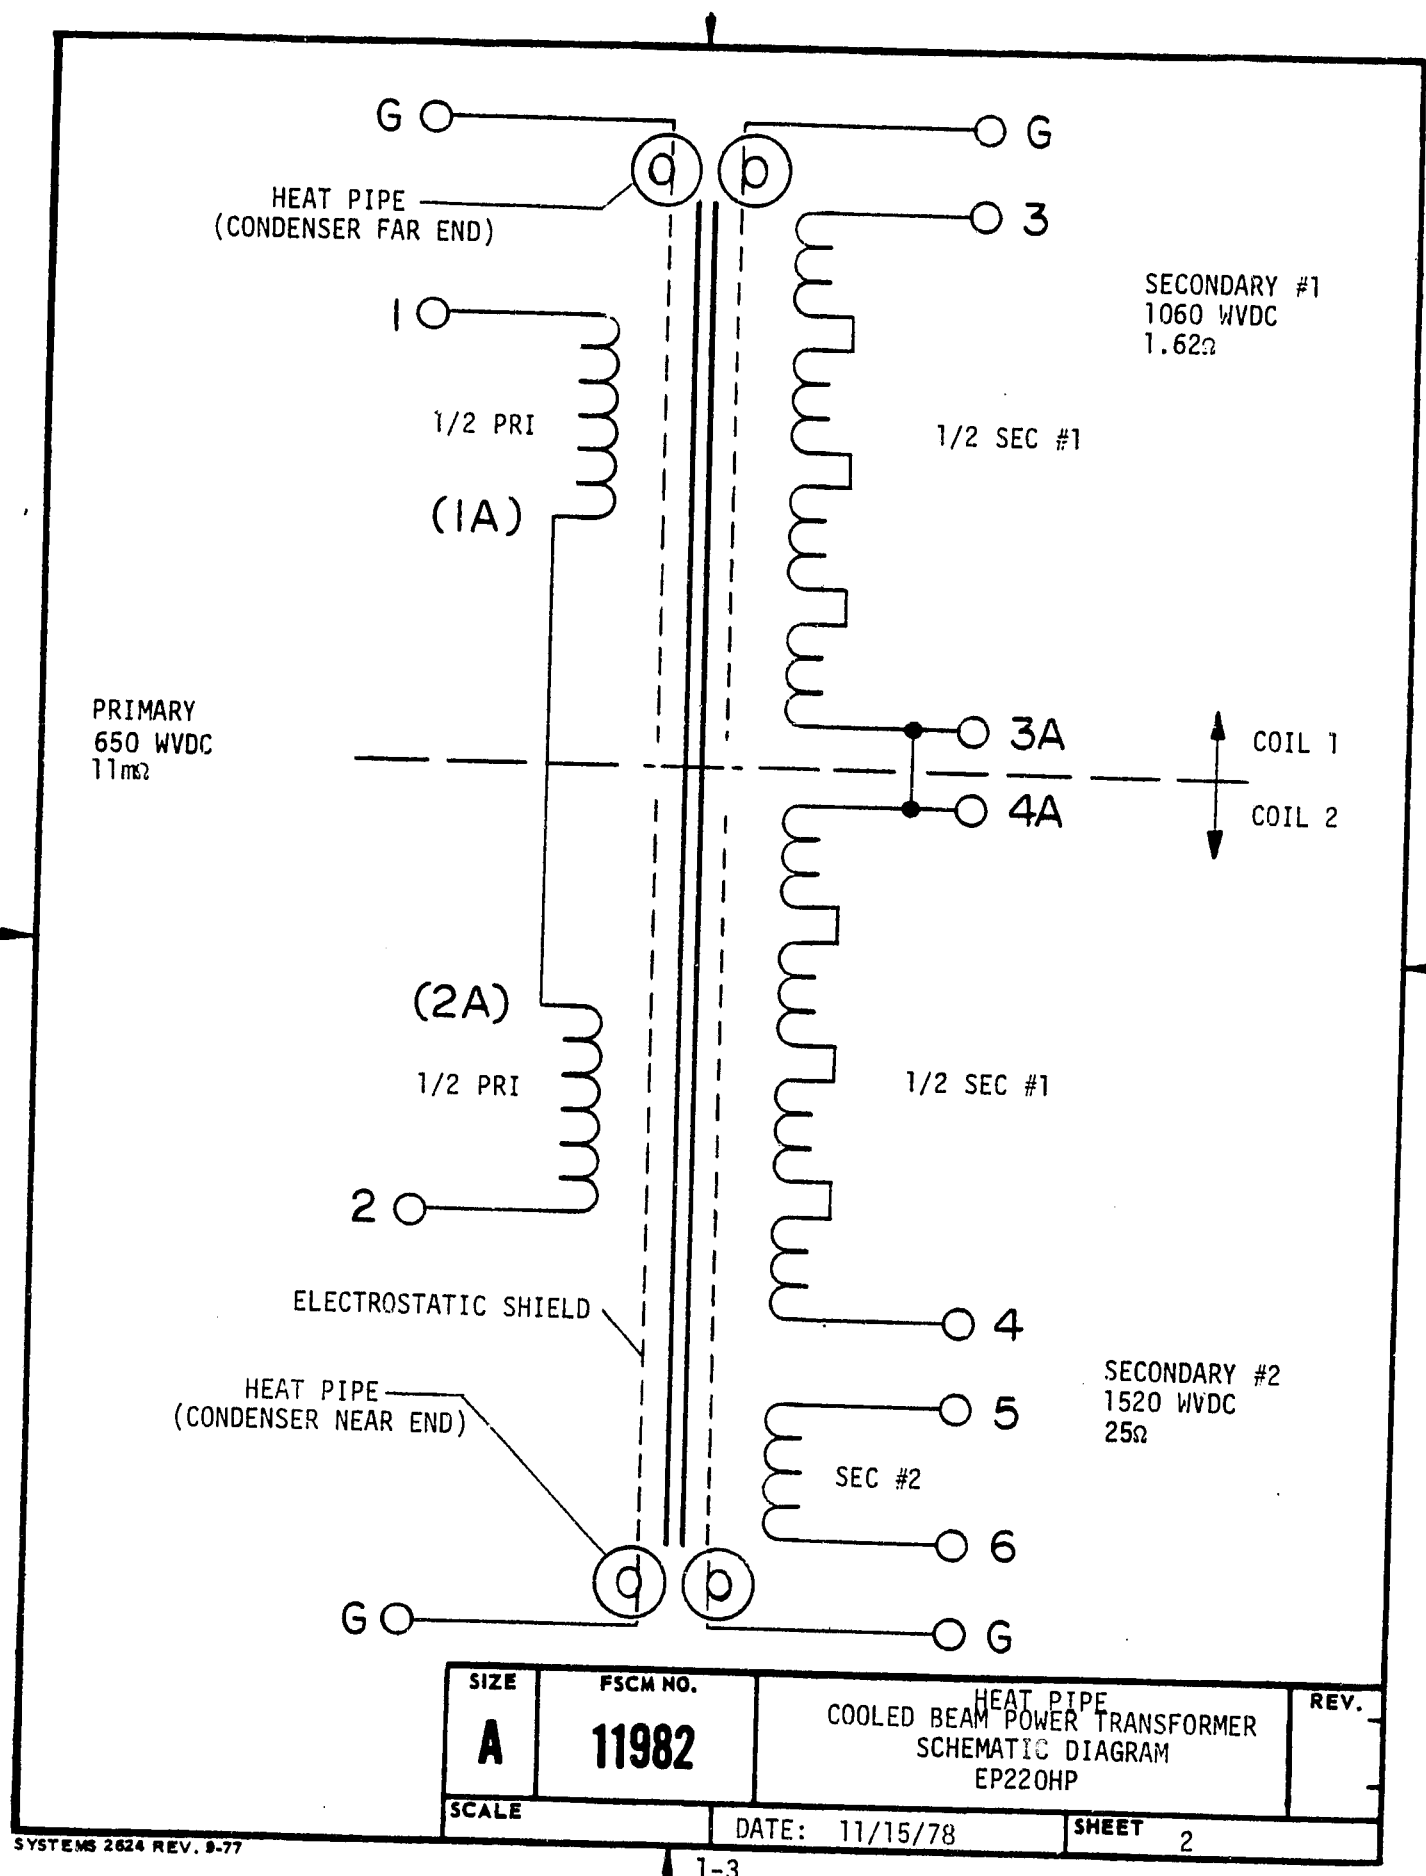 G
G
HEAT PIPE
(CONDENSER FAR END)
3
SECONDARY #1
1060 WVDC
1.62Ω
1
1/2 PRI
1/2 SEC #1
(1A)
PRIMARY
650 WVDC
11mΩ
3A
COIL 1
4A
COIL 2
(2A)
1/2 PRI
1/2 SEC #1
2
ELECTROSTATIC SHIELD
4
HEAT PIPE
(CONDENSER NEAR END)
SECONDARY #2
1520 WVDC
25Ω
5
SEC #2
6
G
G
SIZE
A
FSCM NO.
11982
HEAT PIPE
COOLED BEAM POWER TRANSFORMER
SCHEMATIC DIAGRAM
EP220HP
REV.
SCALE
DATE: 11/15/78
SHEET 2
SYSTEMS 2624 REV. 9-77
1-3